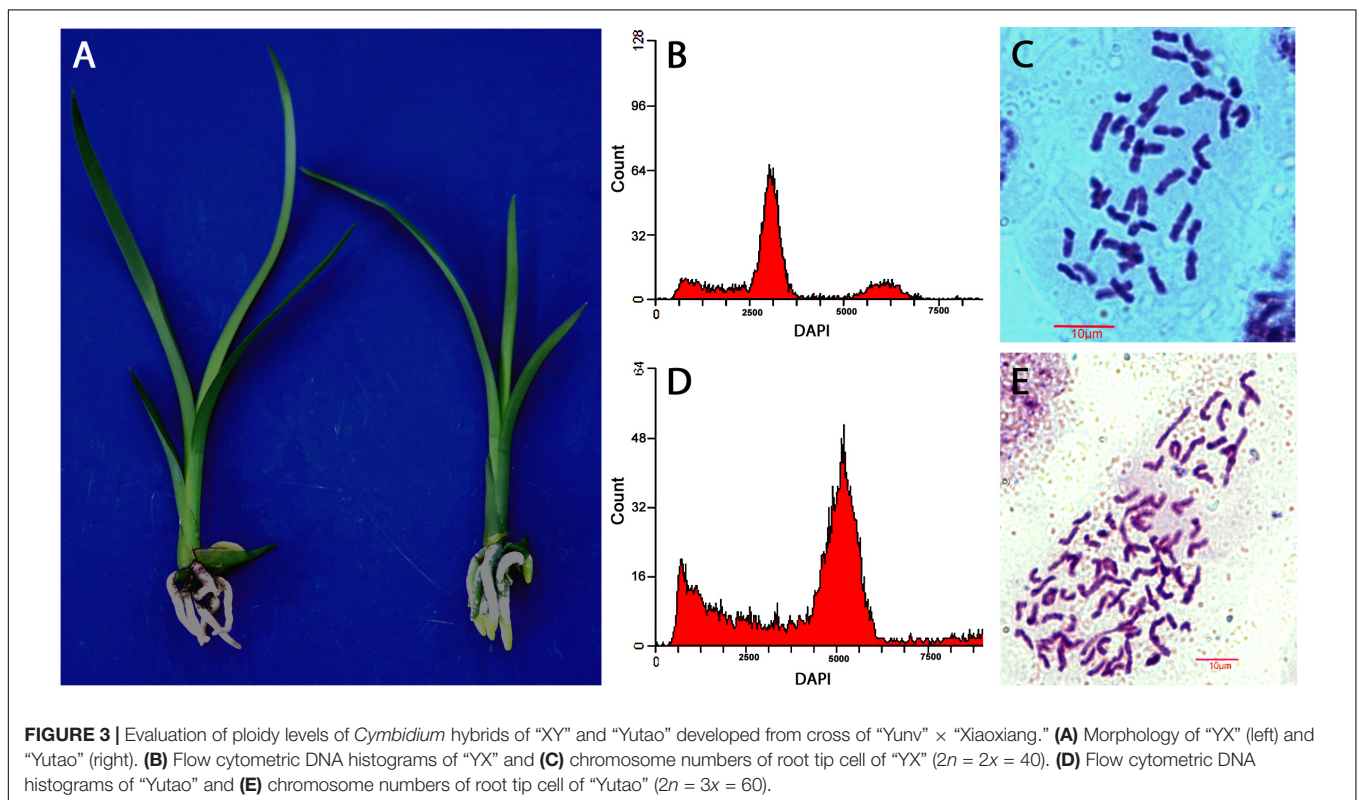 A
B
128
96
64
32
0
Count
0 2500 5000 7500
DAPI
C
10µm
D
64
48
32
16
0
Count
0 2500 5000 7500
DAPI
E
10µm
FIGURE 3 | Evaluation of ploidy levels of Cymbidium hybrids of “XY” and “Yutao” developed from cross of “Yunv” × “Xiaoxiang.” (A) Morphology of “YX” (left) and
“Yutao” (right). (B) Flow cytometric DNA histograms of “YX” and (C) chromosome numbers of root tip cell of “YX” (2n = 2x = 40). (D) Flow cytometric DNA
histograms of “Yutao” and (E) chromosome numbers of root tip cell of “Yutao” (2n = 3x = 60).